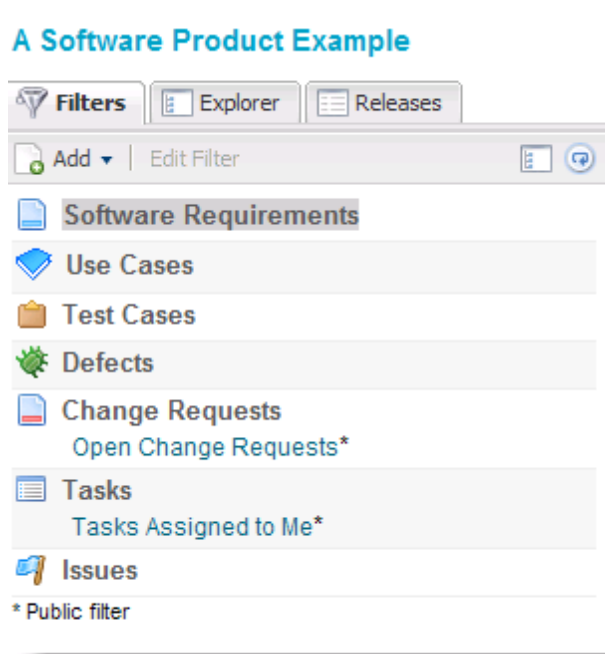 A Software Product Example
Filters Explorer Releases
Add Edit Filter
Software Requirements
Use Cases
Test Cases
Defects
Change Requests
Open Change Requests*
Tasks
Tasks Assigned to Me*
Issues
* Public filter